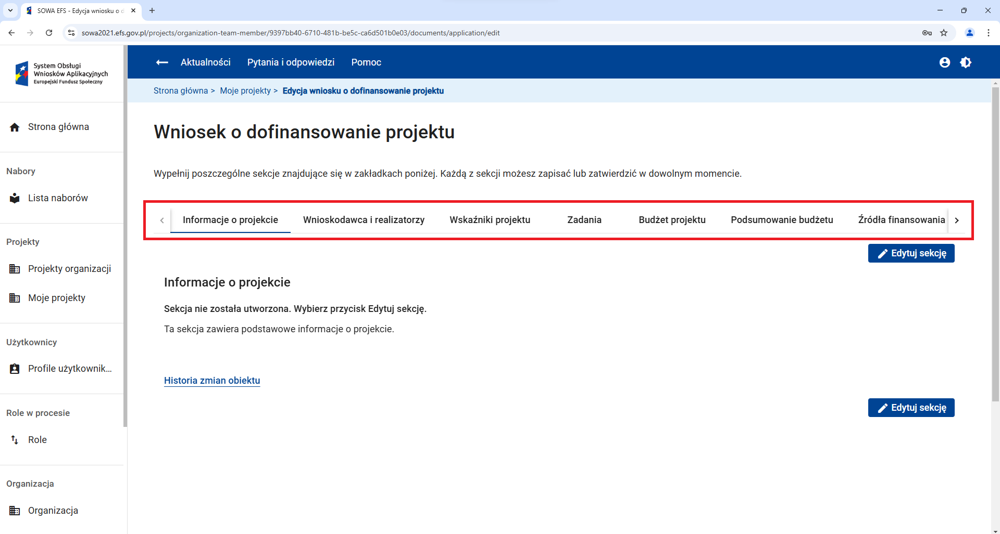 SOWA EFS - Edycja wniosku o d
sowa2021.efs.gov.pl/projects/organization-team-member/9397bb40-6710-481b-be5c-ca6d501b0e03/documents/application/edit
System Obsługi
Wniosków Aplikacyjnych
Europejski Fundusz Społeczny
Aktualności Pytania i odpowiedzi Pomoc
Strona główna > Moje projekty > Edycja wniosku o dofinansowanie projektu
Strona główna
Nabory
Lista naborów
Projekty
Projekty organizacji
Moje projekty
Użytkownicy
Profile użytkownik...
Role w procesie
Role
Organizacja
Organizacja
Wniosek o dofinansowanie projektu
Wypełnij poszczególne sekcje znajdujące się w zakładkach poniżej. Każdą z sekcji możesz zapisać lub zatwierdzić w dowolnym momencie.
Informacje o projekcie Wnioskodawca i realizatorzy Wskaźniki projektu Zadania Budżet projektu Podsumowanie budżetu Źródła finansowania
Edytuj sekcję
Informacje o projekcie
Sekcja nie została utworzona. Wybierz przycisk Edytuj sekcję.
Ta sekcja zawiera podstawowe informacje o projekcie.
Historia zmian obiektu
Edytuj sekcję